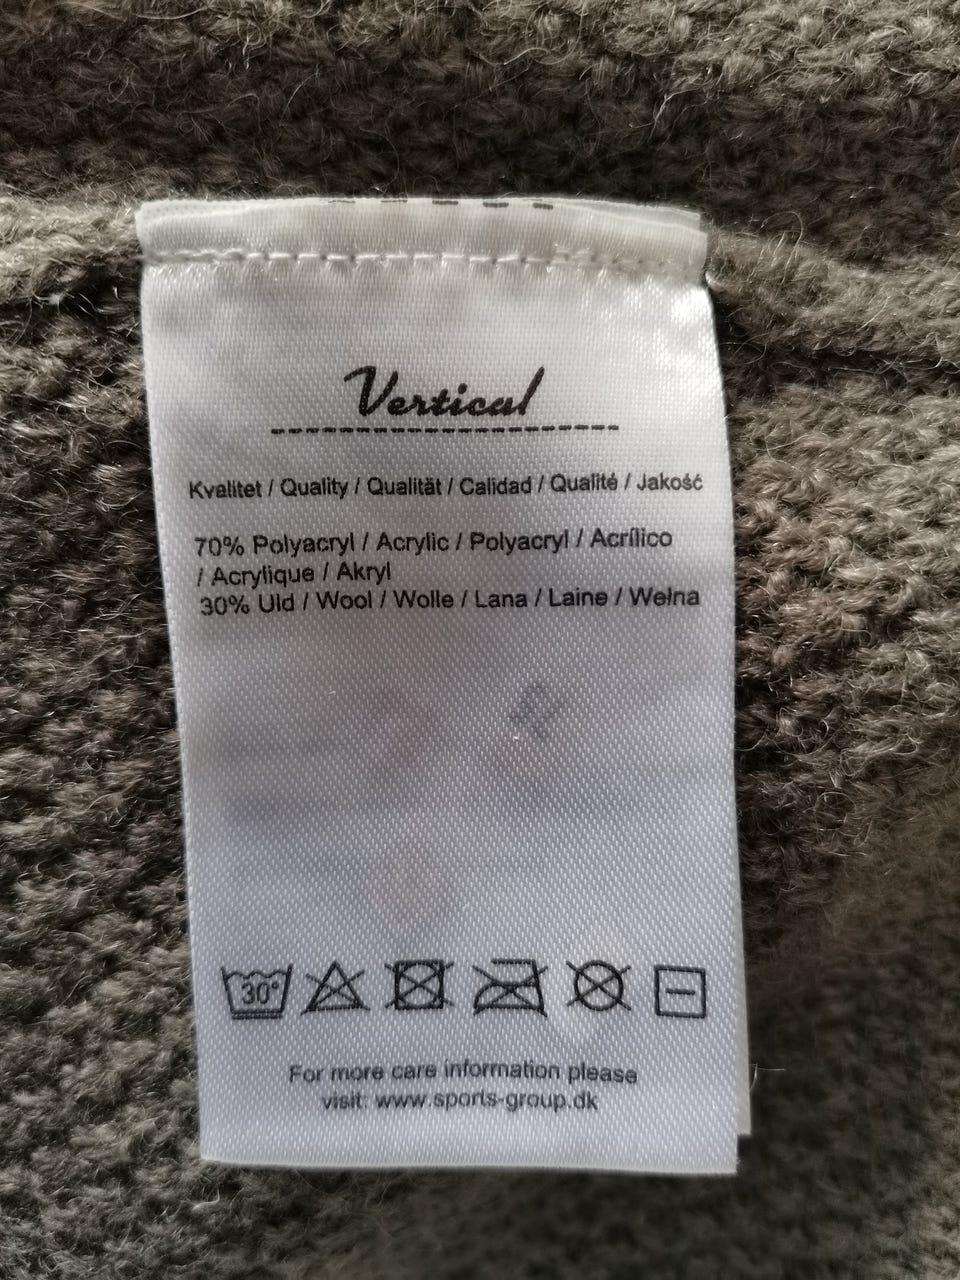 Vertical
Kvalitet / Quality / Qualität / Calidad / Qualité / Jakość
70% Polyacryl / Acrylic / Polyacryl / Acrílico
/ Acrylique / Akryl
30% Uld / Wool / Wolle / Lana / Laine / Wełna
30°
For more care information please
visit: www.sports-group.dk